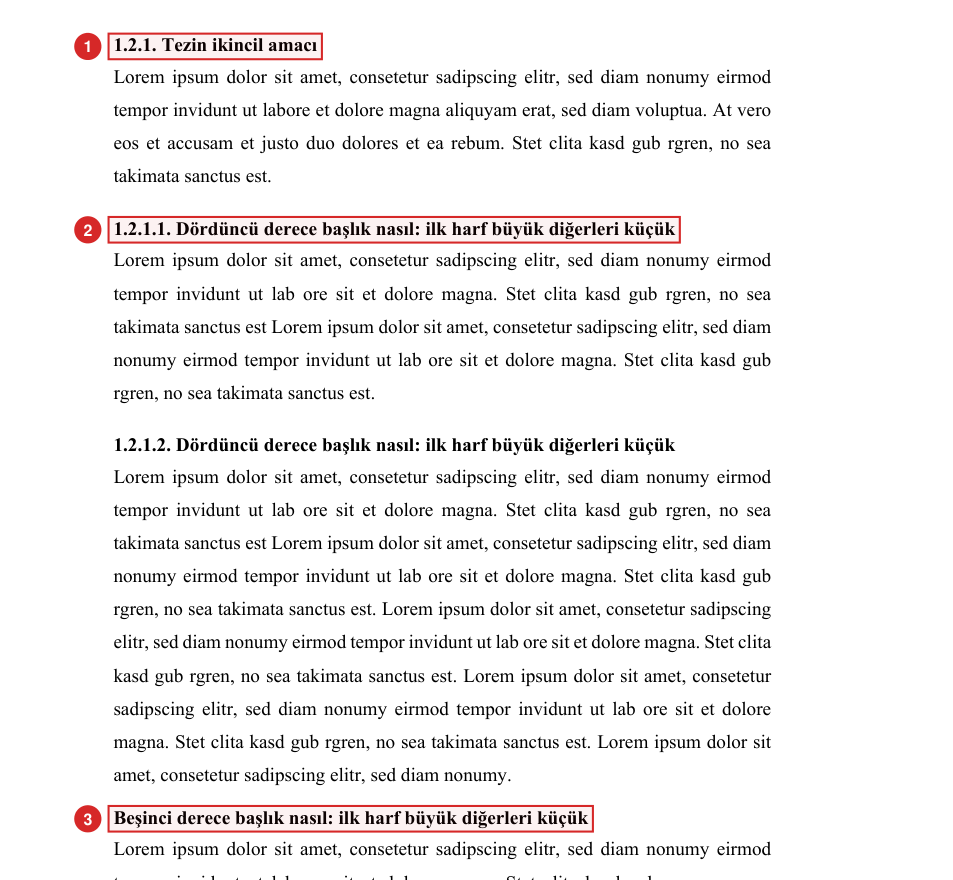 1 1.2.1. Tezin ikincil amacı
Lorem ipsum dolor sit amet, consetetur sadipscing elitr, sed diam nonumy eirmod
tempor invidunt ut labore et dolore magna aliquyam erat, sed diam voluptua. At vero
eos et accusam et justo duo dolores et ea rebum. Stet clita kasd gub rgren, no sea
takimata sanctus est.
2 1.2.1.1. Dördüncü derece başlık nasıl: ilk harf büyük diğerleri küçük
Lorem ipsum dolor sit amet, consetetur sadipscing elitr, sed diam nonumy eirmod
tempor invidunt ut lab ore sit et dolore magna. Stet clita kasd gub rgren, no sea
takimata sanctus est Lorem ipsum dolor sit amet, consetetur sadipscing elitr, sed diam
nonumy eirmod tempor invidunt ut lab ore sit et dolore magna. Stet clita kasd gub
rgren, no sea takimata sanctus est.
1.2.1.2. Dördüncü derece başlık nasıl: ilk harf büyük diğerleri küçük
Lorem ipsum dolor sit amet, consetetur sadipscing elitr, sed diam nonumy eirmod
tempor invidunt ut lab ore sit et dolore magna. Stet clita kasd gub rgren, no sea
takimata sanctus est Lorem ipsum dolor sit amet, consetetur sadipscing elitr, sed diam
nonumy eirmod tempor invidunt ut lab ore sit et dolore magna. Stet clita kasd gub
rgren, no sea takimata sanctus est. Lorem ipsum dolor sit amet, consetetur sadipscing
elitr, sed diam nonumy eirmod tempor invidunt ut lab ore sit et dolore magna. Stet clita
kasd gub rgren, no sea takimata sanctus est. Lorem ipsum dolor sit amet, consetetur
sadipscing elitr, sed diam nonumy eirmod tempor invidunt ut lab ore sit et dolore
magna. Stet clita kasd gub rgren, no sea takimata sanctus est. Lorem ipsum dolor sit
amet, consetetur sadipscing elitr, sed diam nonumy.
3 Beşinci derece başlık nasıl: ilk harf büyük diğerleri küçük
Lorem ipsum dolor sit amet, consetetur sadipscing elitr, sed diam nonumy eirmod